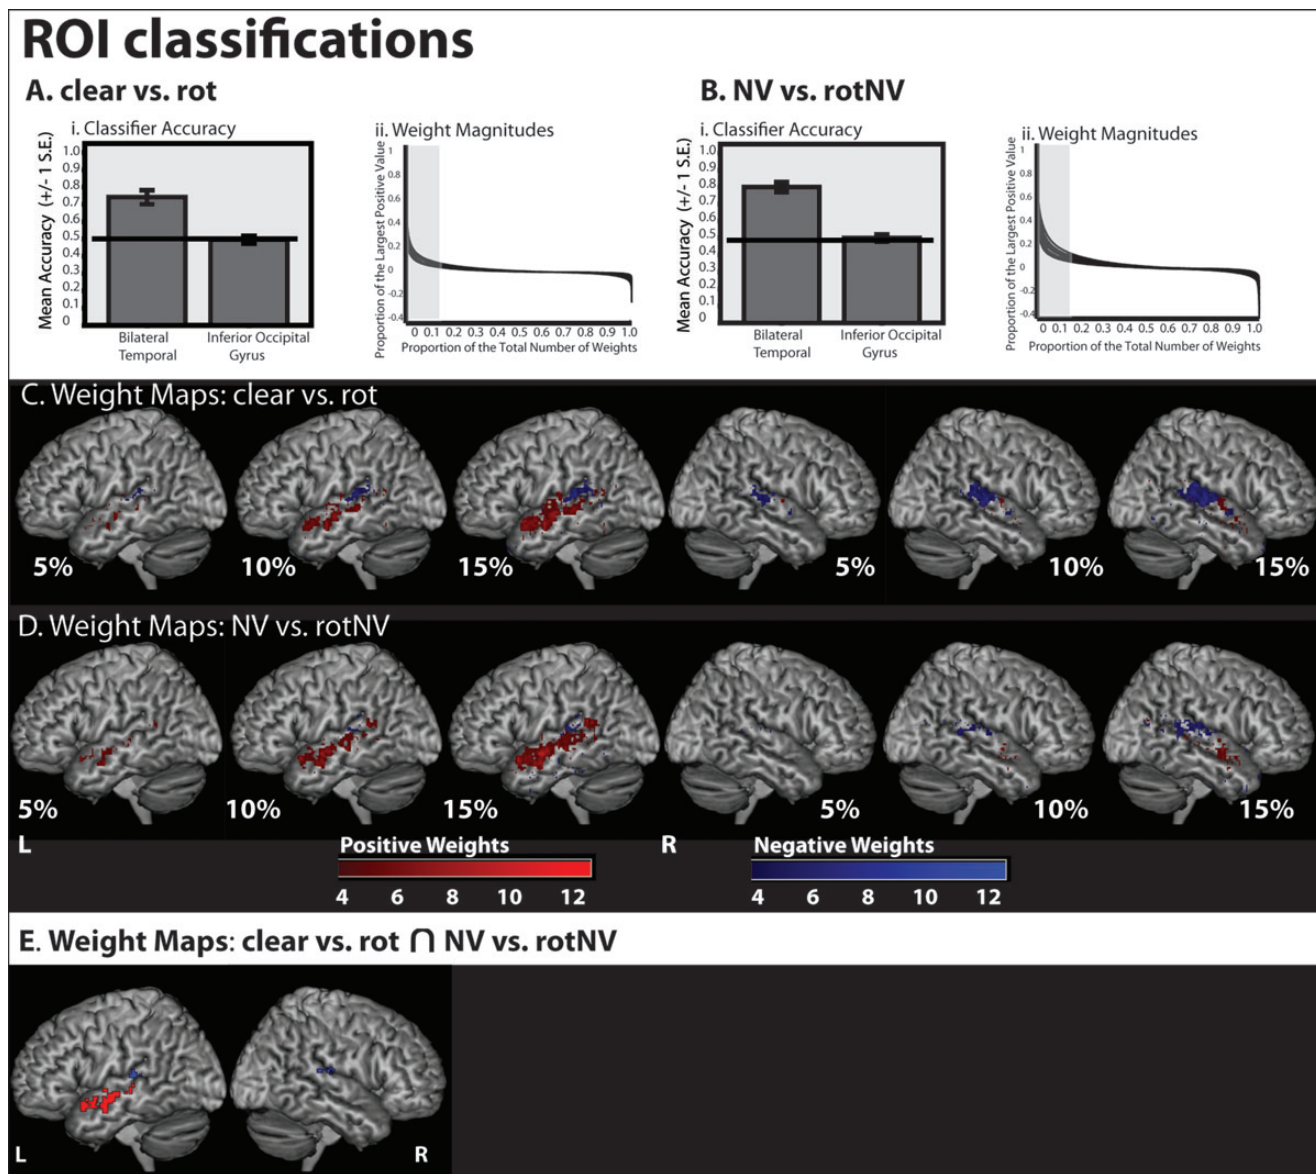 ROI classifications
A. clear vs. rot
i. Classifier Accuracy
Mean Accuracy (+/- 1 S.E.)
1.0
0.9
0.8
0.7
0.6
0.5
0.4
0.3
0.2
0.1
0
Bilateral Temporal
Inferior Occipital Gyrus
ii. Weight Magnitudes
Proportion of the Largest Positive Value
1
0.8
0.6
0.4
0.2
0
-0.2
-0.4
0 0.1 0.2 0.3 0.4 0.5 0.6 0.7 0.8 0.9 1.0
Proportion of the Total Number of Weights
B. NV vs. rotNV
i. Classifier Accuracy
Mean Accuracy (+/- 1 S.E.)
1.0
0.9
0.8
0.7
0.6
0.5
0.4
0.3
0.2
0.1
0
Bilateral Temporal
Inferior Occipital Gyrus
ii. Weight Magnitudes
Proportion of the Largest Positive Value
1
0.8
0.6
0.4
0.2
0
-0.2
-0.4
0 0.1 0.2 0.3 0.4 0.5 0.6 0.7 0.8 0.9 1.0
Proportion of the Total Number of Weights
C. Weight Maps: clear vs. rot
5% 10% 15% 5% 10% 15%
D. Weight Maps: NV vs. rotNV
5% 10% 15% 5% 10% 15%
L R
Positive Weights
4 6 8 10 12
Negative Weights
4 6 8 10 12
E. Weight Maps: clear vs. rot ∩ NV vs. rotNV
L R